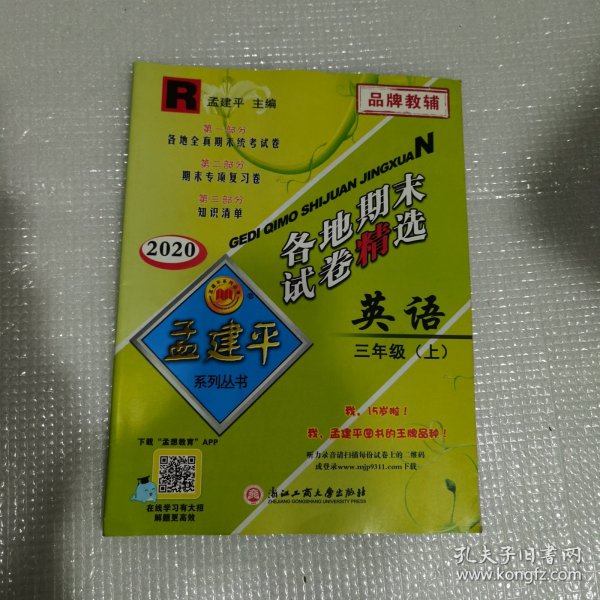 R
孟建平 主编
品牌教辅
第一部分
各地全真期末统考试卷
第二部分
期末专项复习卷
第三部分
知识清单
GEDI QIMO SHIJUAN JINGXUAN
2020
各地期末
试卷精选
英语
三年级（上）
孟建平
系列丛书
®
我，15岁啦！
我，孟建平图书的王牌品种！
下载“孟想教育”APP
听力录音请扫描每份试卷上的二维码
或登录www.mjp9311.com下载
在线学习有大招
解题更高效
浙江工商大学出版社
ZHEJIANG GONGSHANG UNIVERSITY PRESS
孔夫子旧书网
www.kongfz.com